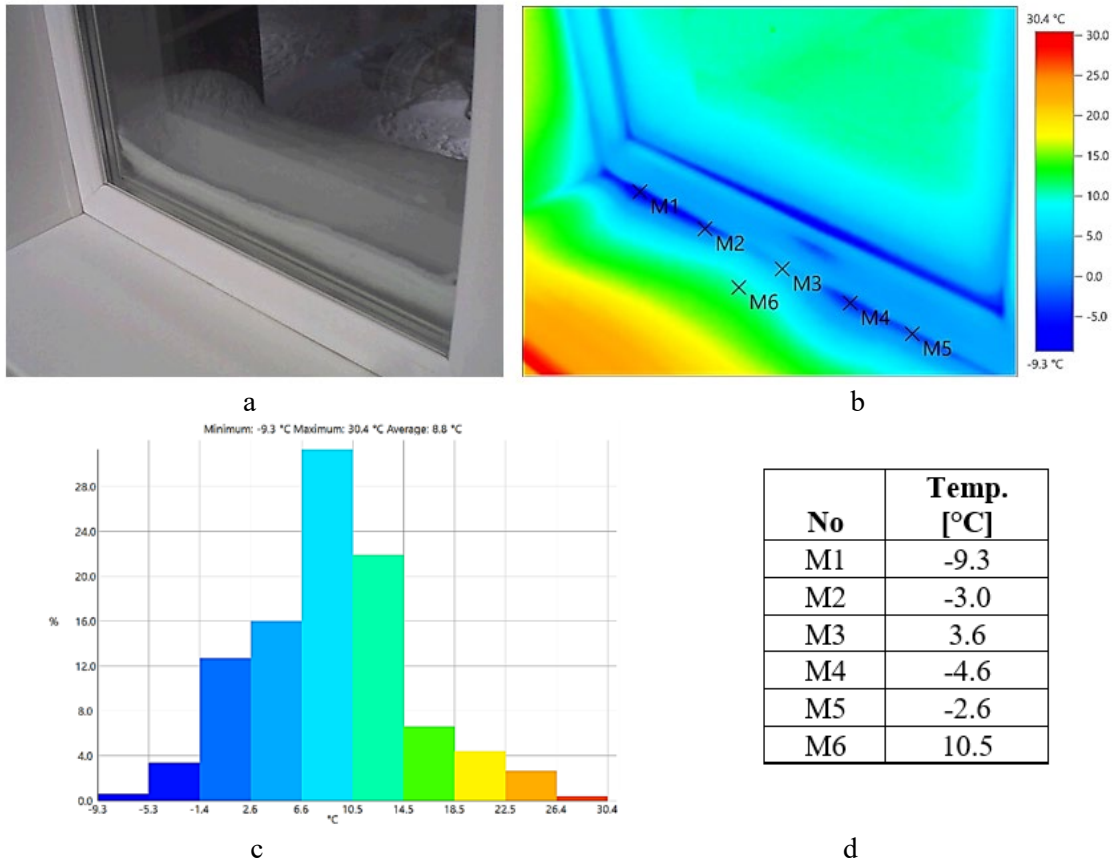 30.4 °C
30.0
25.0
20.0
15.0
10.0
5.0
0.0
-5.0
-9.3 °C
M1
M2
M3
M6
M4
M5
a
b
Minimum: -9.3 °C Maximum: 30.4 °C Average: 8.8 °C
28.0
24.0
20.0
16.0
%
12.0
8.0
4.0
0.0
-9.3 -5.3 -1.4 2.6 6.6 10.5 14.5 18.5 22.5 26.4 30.4
°C
No Temp. [°C]
M1 -9.3
M2 -3.0
M3 3.6
M4 -4.6
M5 -2.6
M6 10.5
c
d